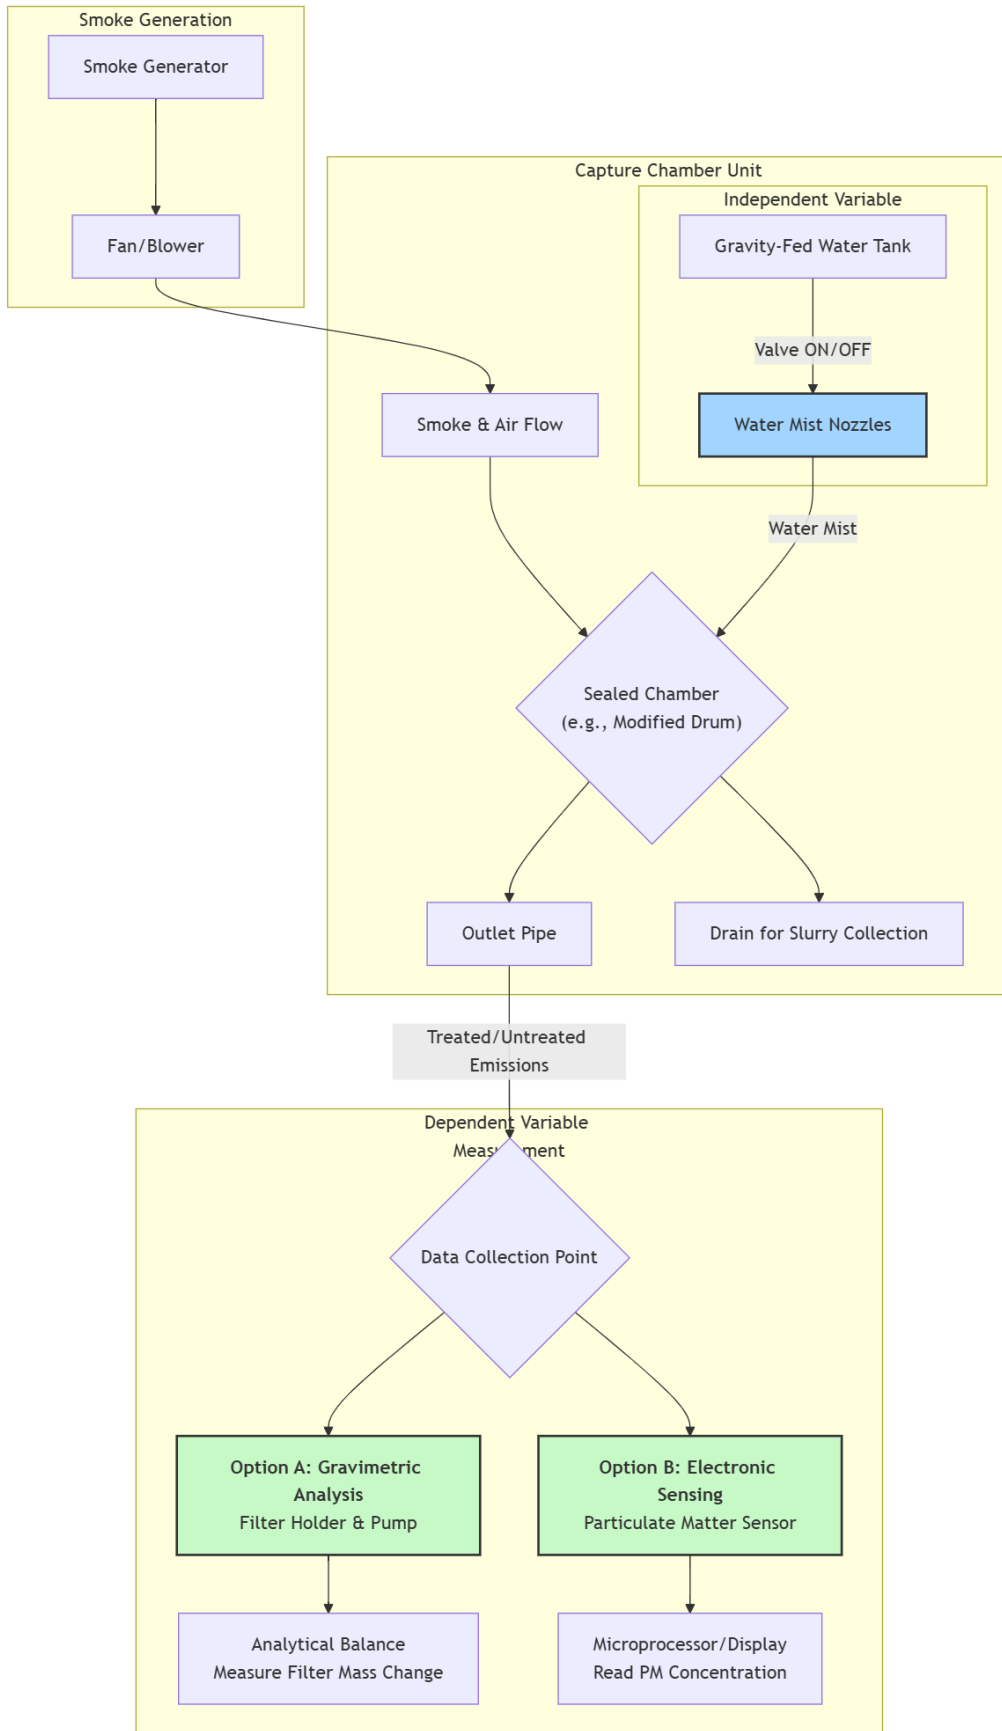 Smoke Generation
Smoke Generator
Fan/Blower
Capture Chamber Unit
Independent Variable
Gravity-Fed Water Tank
Valve ON/OFF
Smoke & Air Flow
Water Mist Nozzles
Water Mist
Sealed Chamber
(e.g., Modified Drum)
Outlet Pipe
Drain for Slurry Collection
Treated/Untreated
Emissions
Dependent Variable
Data Collection Point
Option A: Gravimetric
Analysis
Filter Holder & Pump
Option B: Electronic
Sensing
Particulate Matter Sensor
Analytical Balance
Measure Filter Mass Change
Microprocessor/Display
Read PM Concentration